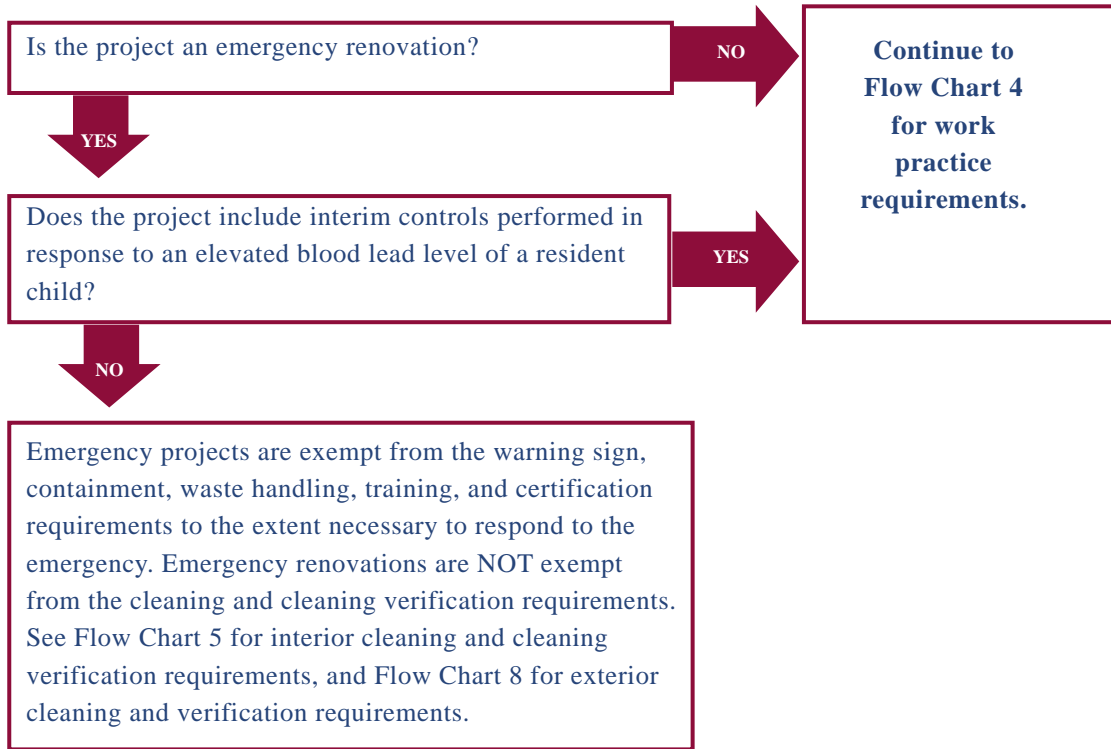 Is the project an emergency renovation?
NO
Continue to
Flow Chart 4
for work
practice
requirements.
YES
Does the project include interim controls performed in
response to an elevated blood lead level of a resident
child?
YES
NO
Emergency projects are exempt from the warning sign,
containment, waste handling, training, and certification
requirements to the extent necessary to respond to the
emergency. Emergency renovations are NOT exempt
from the cleaning and cleaning verification requirements.
See Flow Chart 5 for interior cleaning and cleaning
verification requirements, and Flow Chart 8 for exterior
cleaning and verification requirements.